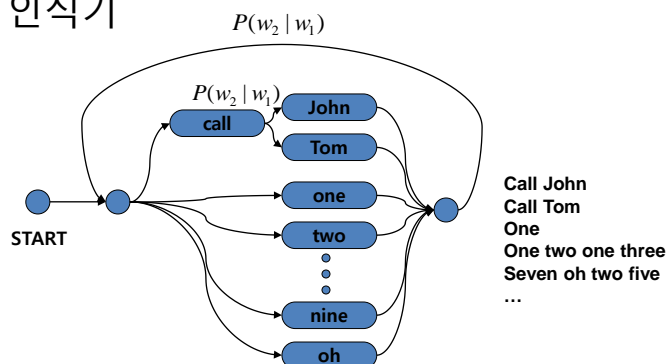 인식기
P(w₂ | w₁)
P(w₂ | w₁)
call
John
Tom
one
two
nine
oh
START
Call John
Call Tom
One
One two one three
Seven oh two five
…